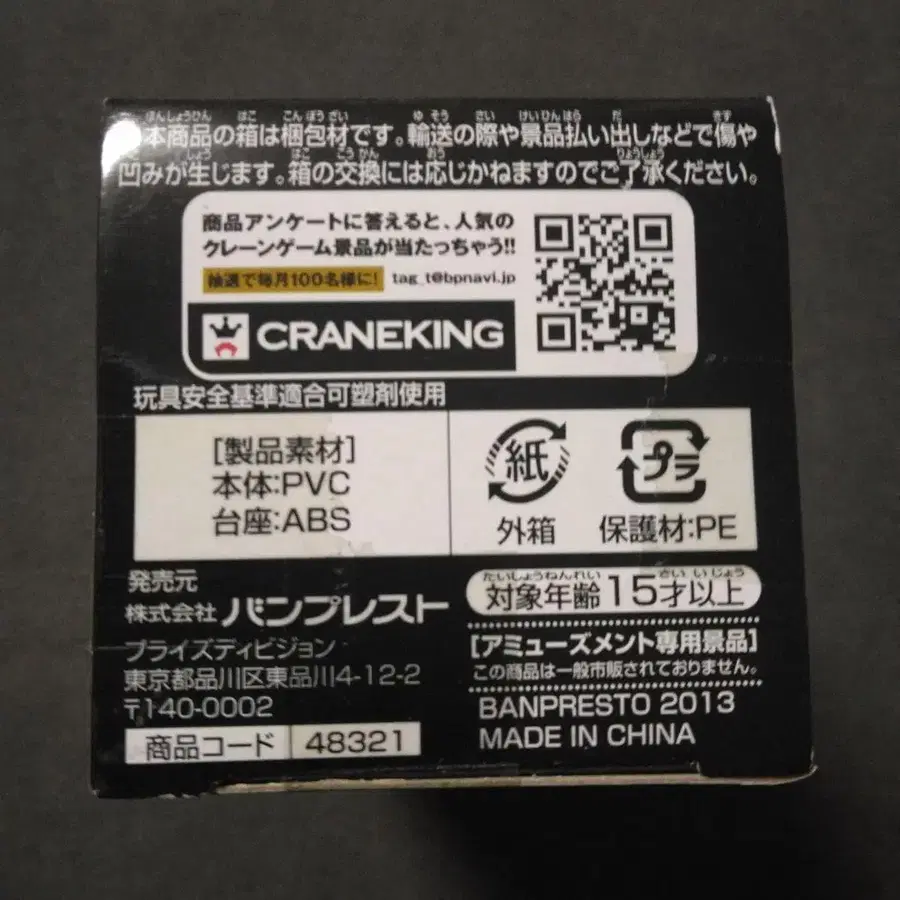 本商品の箱は梱包材です。輸送の際や景品払い出しなどで傷や
凹みが生じます。箱の交換には応じかねますのでご了承ください。
商品アンケートに答えると、人気の
クレーンゲーム景品が当たっちゃう!!
抽選で毎月100名様に! tag_t@bpnavi.jp
CRANEKING
玩具安全基準適合可塑剤使用
[製品素材]
本体:PVC
台座:ABS
紙
外箱
プラ
保護材:PE
発売元
株式会社 バンプレスト
プライズディビジョン
東京都品川区東品川4-12-2
〒140-0002
商品コード 48321
対象年齢15才以上
[アミューズメント専用景品]
この商品は一般市販されておりません。
BANPRESTO 2013
MADE IN CHINA